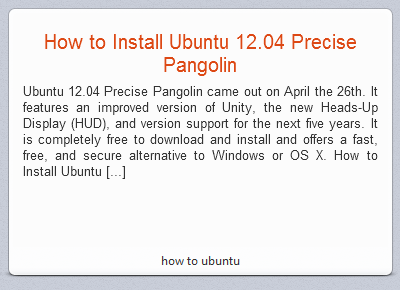 How to Install Ubuntu 12.04 Precise
Pangolin
Ubuntu 12.04 Precise Pangolin came out on April the 26th. It
features an improved version of Unity, the new Heads-Up
Display (HUD), and version support for the next five years. It
is completely free to download and install and offers a fast,
free, and secure alternative to Windows or OS X. How to
Install Ubuntu [...]
how to ubuntu